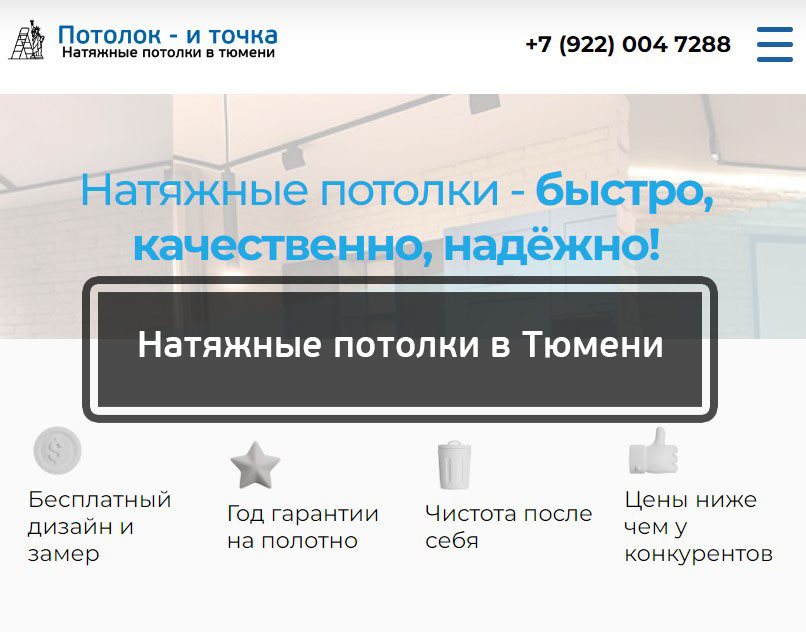 Потолок - и точка
Натяжные потолки в тюмени
+7 (922) 004 7288
Натяжные потолки - быстро,
качественно, надёжно!
Натяжные потолки в Тюмени
Бесплатный
дизайн и
замер
Год гарантии
на полотно
Чистота после
себя
Цены ниже
чем у
конкурентов